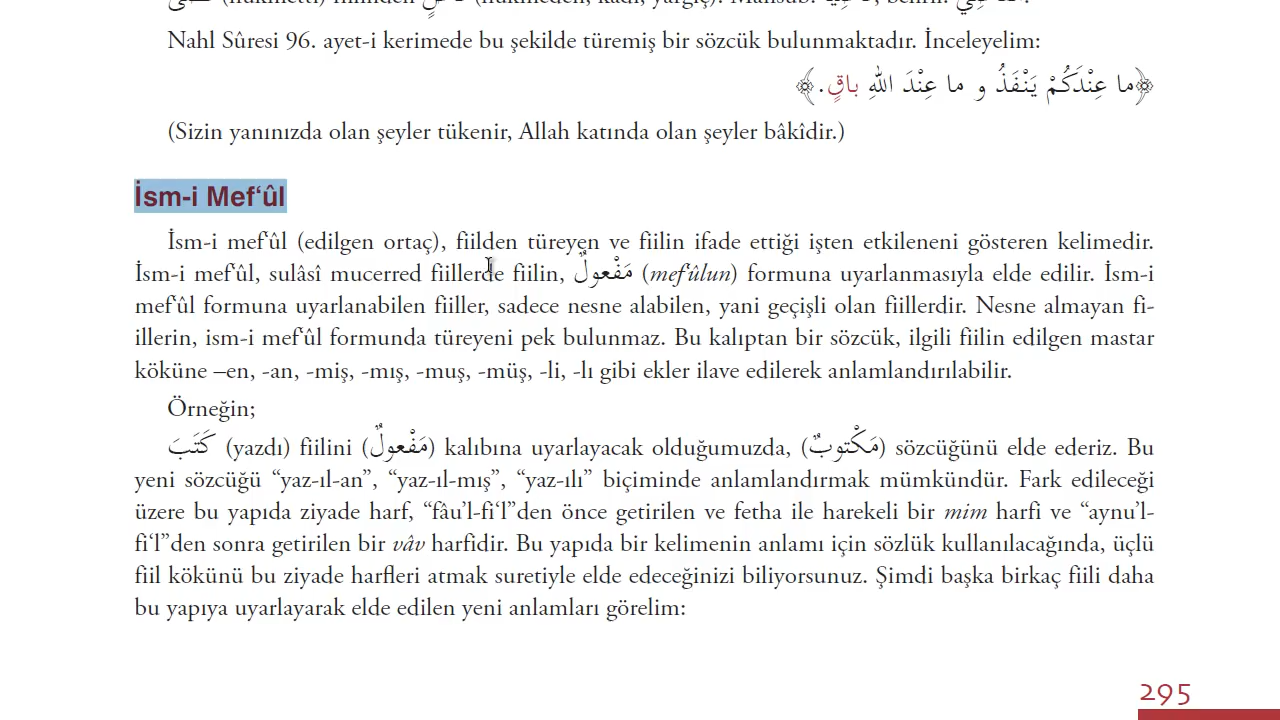 Nahl Sûresi 96. ayet-i kerimede bu şekilde türemiş bir sözcük bulunmaktadır. İnceleyelim:
﴿ما عِنْدَكُمْ يَنْفَذُ و ما عِنْدَ اللهِ باقٍ.﴾
(Sizin yanınızda olan şeyler tükenir, Allah katında olan şeyler bâkîdir.)
İsm-i Mef‘ûl
İsm-i mef‘ûl (edilgen ortaç), fiilden türeyen ve fiilin ifade ettiği işten etkileneni gösteren kelimedir.
İsm-i mef‘ûl, sulâsî mucerred fiillerde fiilin, مَفْعولٌ (mef‘ûlun) formuna uyarlanmasıyla elde edilir. İsm-i
mef‘ûl formuna uyarlanabilen fiiller, sadece nesne alabilen, yani geçişli olan fiillerdir. Nesne almayan fi-
illerin, ism-i mef‘ûl formunda türeyeni pek bulunmaz. Bu kalıptan bir sözcük, ilgili fiilin edilgen mastar
köküne –en, -an, -miş, -mış, -muş, -müş, -li, -lı gibi ekler ilave edilerek anlamlandırılabilir.
Örneğin;
كَتَبَ (yazdı) fiilini (مَفْعولٌ) kalıbına uyarlayacak olduğumuzda, (مَكْتوبٌ) sözcüğünü elde ederiz. Bu
yeni sözcüğü “yaz-ıl-an”, “yaz-ıl-mış”, “yaz-ılı” biçiminde anlamlandırmak mümkündür. Fark edileceği
üzere bu yapıda ziyade harf, “fâu’l-fi‘l”den önce getirilen ve fetha ile harekeli bir mim harfi ve “aynu’l-
fi‘l”den sonra getirilen bir vâv harfidir. Bu yapıda bir kelimenin anlamı için sözlük kullanılacağında, üçlü
fiil kökünü bu ziyade harfleri atmak suretiyle elde edeceğinizi biliyorsunuz. Şimdi başka birkaç fiili daha
bu yapıya uyarlayarak elde edilen yeni anlamları görelim:
295